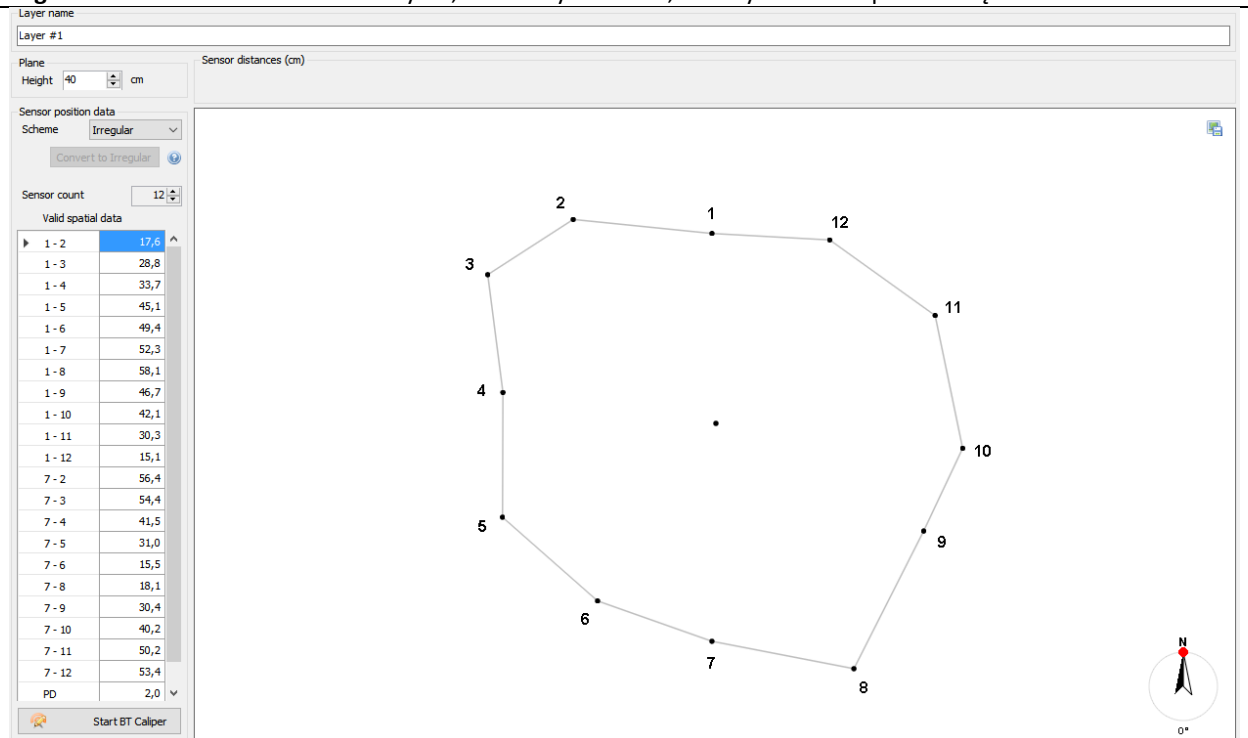 Layer name
Layer #1
Plane
Height 40 cm
Sensor distances (cm)
Sensor position data
Scheme Irregular
Convert to Irregular
Sensor count 12
Valid spatial data
1 - 2 17,6
1 - 3 28,8
1 - 4 33,7
1 - 5 45,1
1 - 6 49,4
1 - 7 52,3
1 - 8 58,1
1 - 9 46,7
1 - 10 42,1
1 - 11 30,3
1 - 12 15,1
7 - 2 56,4
7 - 3 54,4
7 - 4 41,5
7 - 5 31,0
7 - 6 15,5
7 - 8 18,1
7 - 9 30,4
7 - 10 40,2
7 - 11 50,2
7 - 12 53,4
PD 2,0
Start BT Caliper
2
1
12
3
11
4
10
5
9
6
7
8
N
0°